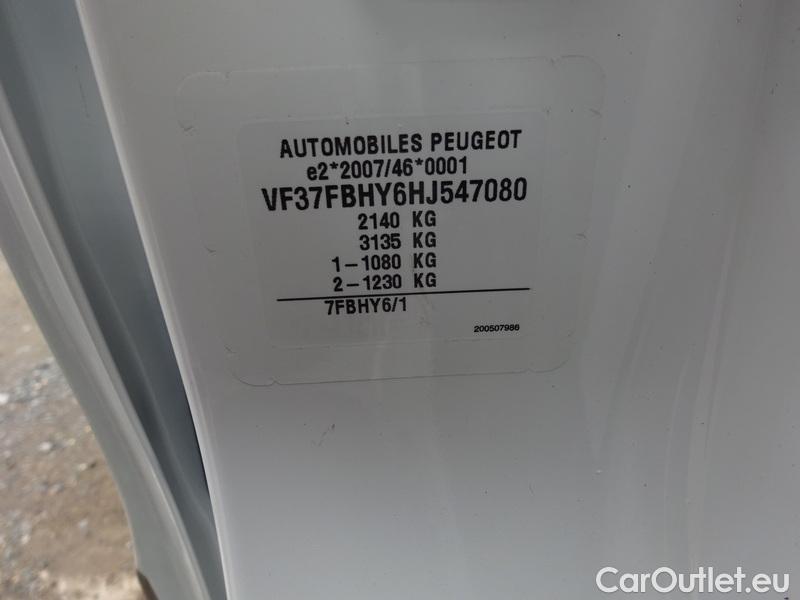 AUTOMOBILES PEUGEOT
e2*2007/46*0001
VF37FBHY6HJ547080
2140 KG
3135 KG
1-1080 KG
2-1230 KG
7FBHY6/1
200507986
CarOutlet.eu